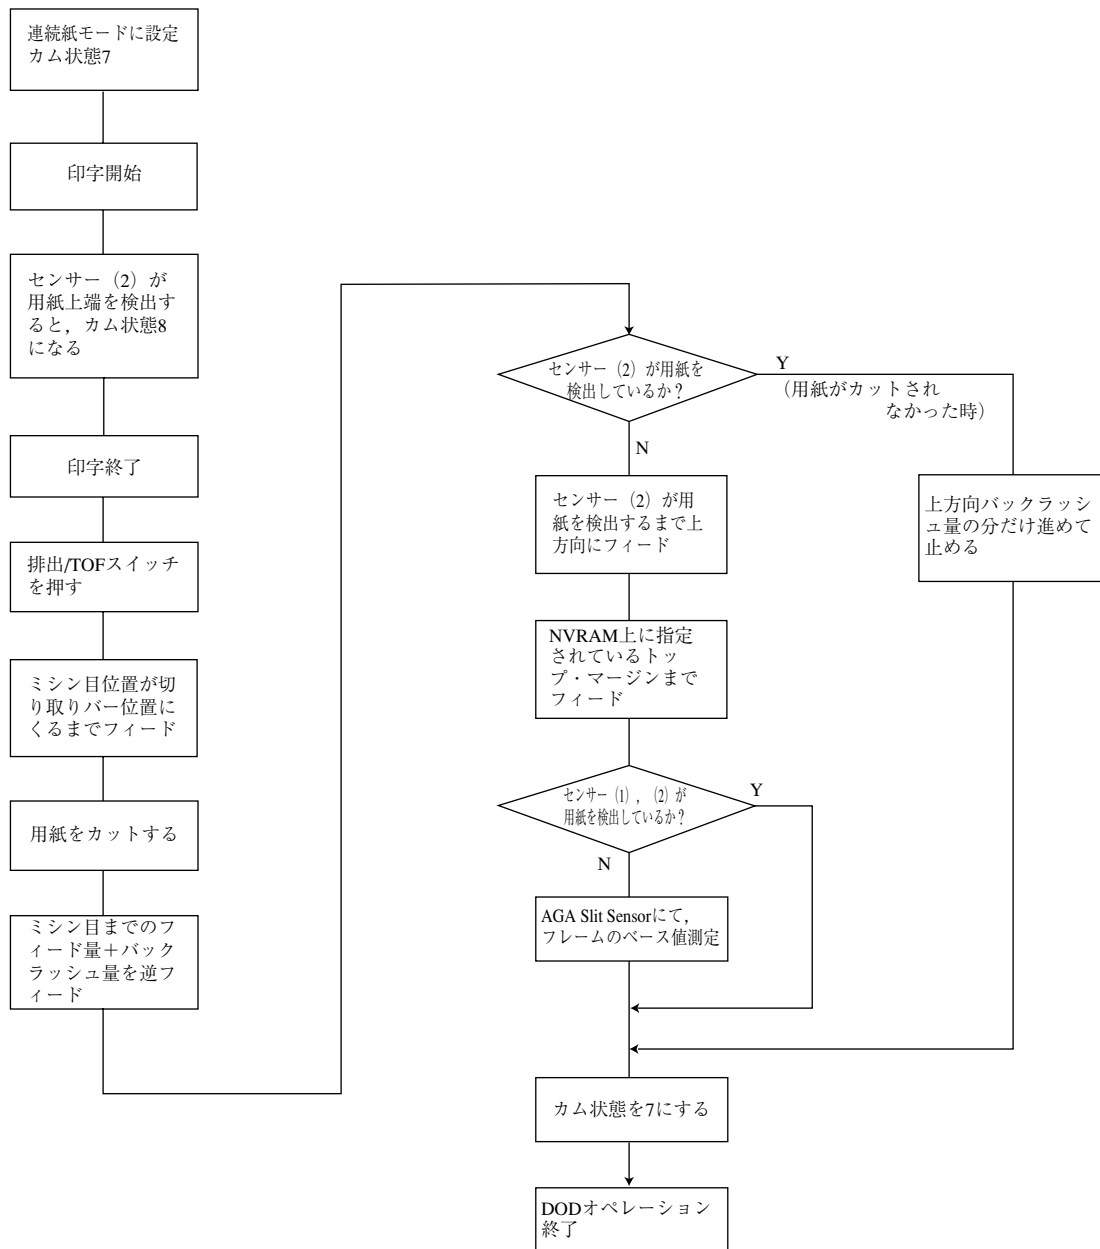 連続紙モードに設定
カム状態7
印字開始
センサー（2）が
用紙上端を検出す
ると，カム状態8
になる
印字終了
排出/TOFスイッチ
を押す
ミシン目位置が切
り取りバー位置に
くるまでフィード
用紙をカットする
ミシン目までのフ
ィード量＋バック
ラッシュ量を逆フ
ィード
センサー（2）が用紙を
検出しているか？
Y
（用紙がカットされ
なかった時）
N
センサー（2）が用
紙を検出するまで上
方向にフィード
上方向バックラッシ
ュ量の分だけ進めて
止める
NVRAM上に指定
されているトッ
プ・マージンまで
フィード
センサー（1），（2）が
用紙を検出しているか？
Y
N
AGA Slit Sensorにて，
フレームのベース値測定
カム状態を7にする
DODオペレーション
終了